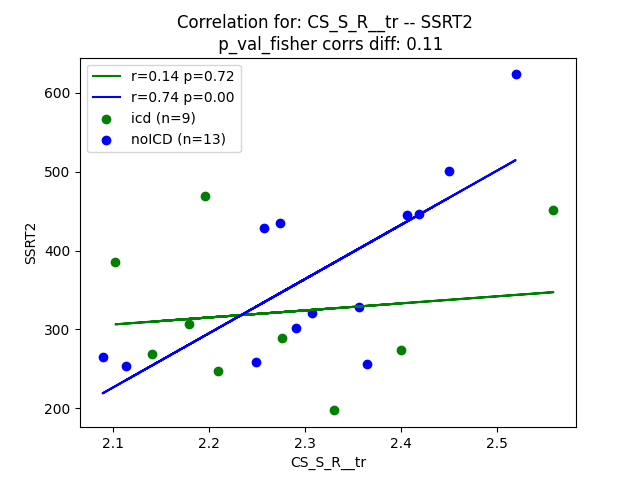 Correlation for: CS_S_R__tr -- SSRT2
p_val_fisher corrs diff: 0.11
r=0.14 p=0.72
r=0.74 p=0.00
icd (n=9)
noICD (n=13)
600
500
400
300
200
SSRT2
2.1 2.2 2.3 2.4 2.5
CS_S_R__tr